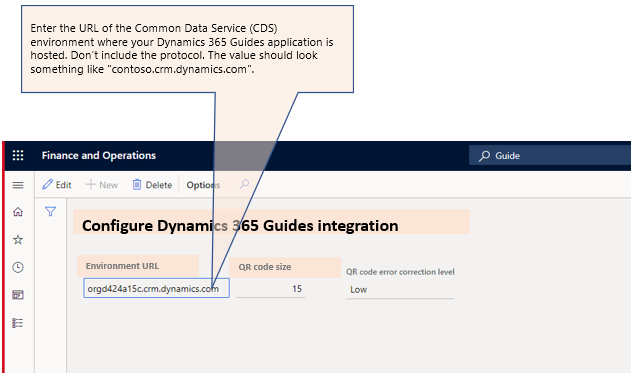 Enter the URL of the Common Data Service (CDS)
environment where your Dynamics 365 Guides application is
hosted. Don't include the protocol. The value should look
something like "contoso.crm.dynamics.com".
Finance and Operations
Guide
Edit
New
Delete
Options
Configure Dynamics 365 Guides integration
Environment URL
QR code size
QR code error correction level
orgd424a15c.crm.dynamics.com
15
Low